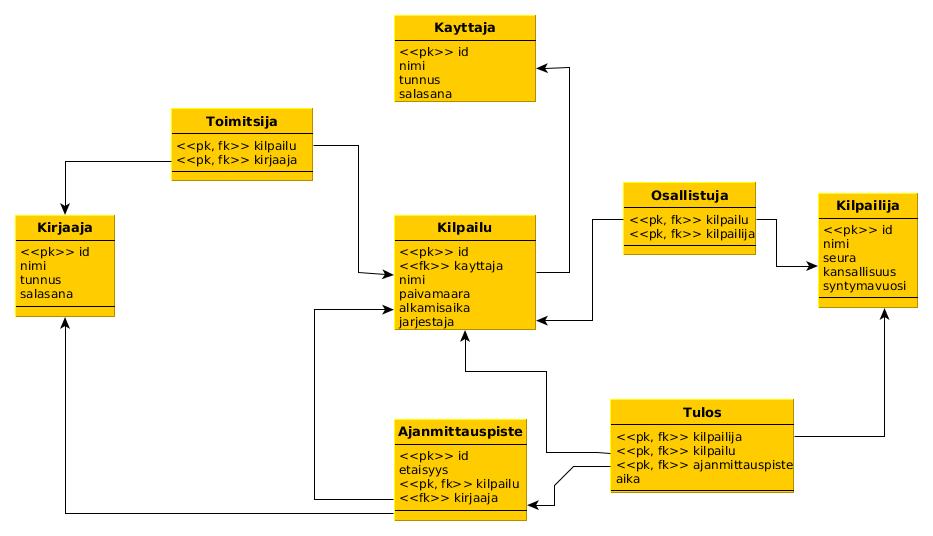 Kayttaja
<<pk>> id
nimi
tunnus
salasana
Toimitsija
<<pk, fk>> kilpailu
<<pk, fk>> kirjaaja
Kirjaaja
<<pk>> id
nimi
tunnus
salasana
Kilpailu
<<pk>> id
<<fk>> kayttaja
nimi
paivamaara
alkamisaika
jarjestaja
Osallistuja
<<pk, fk>> kilpailu
<<pk, fk>> kilpailija
Kilpailija
<<pk>> id
nimi
seura
kansallisuus
syntymavuosi
Ajanmittauspiste
<<pk>> id
etaisyys
<<pk, fk>> kilpailu
<<fk>> kirjaaja
Tulos
<<pk, fk>> kilpailija
<<pk, fk>> kilpailu
<<pk, fk>> ajanmittauspiste
aika